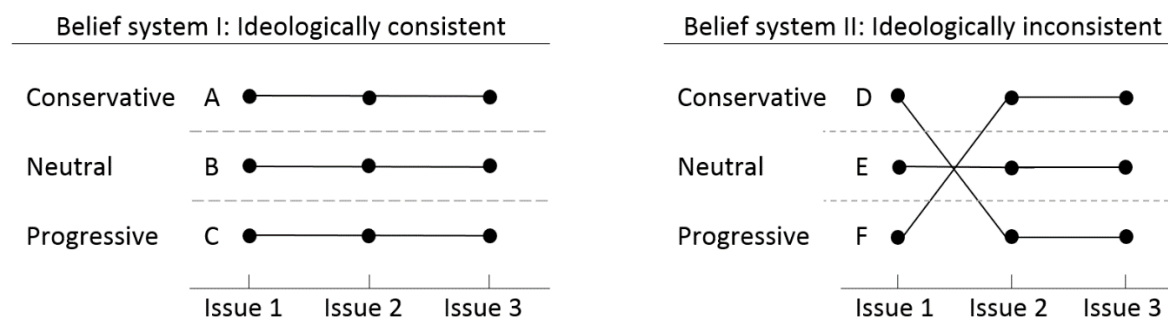 Belief system I: Ideologically consistent
Conservative A
Neutral B
Progressive C
Issue 1 Issue 2 Issue 3
Belief system II: Ideologically inconsistent
Conservative D
Neutral E
Progressive F
Issue 1 Issue 2 Issue 3